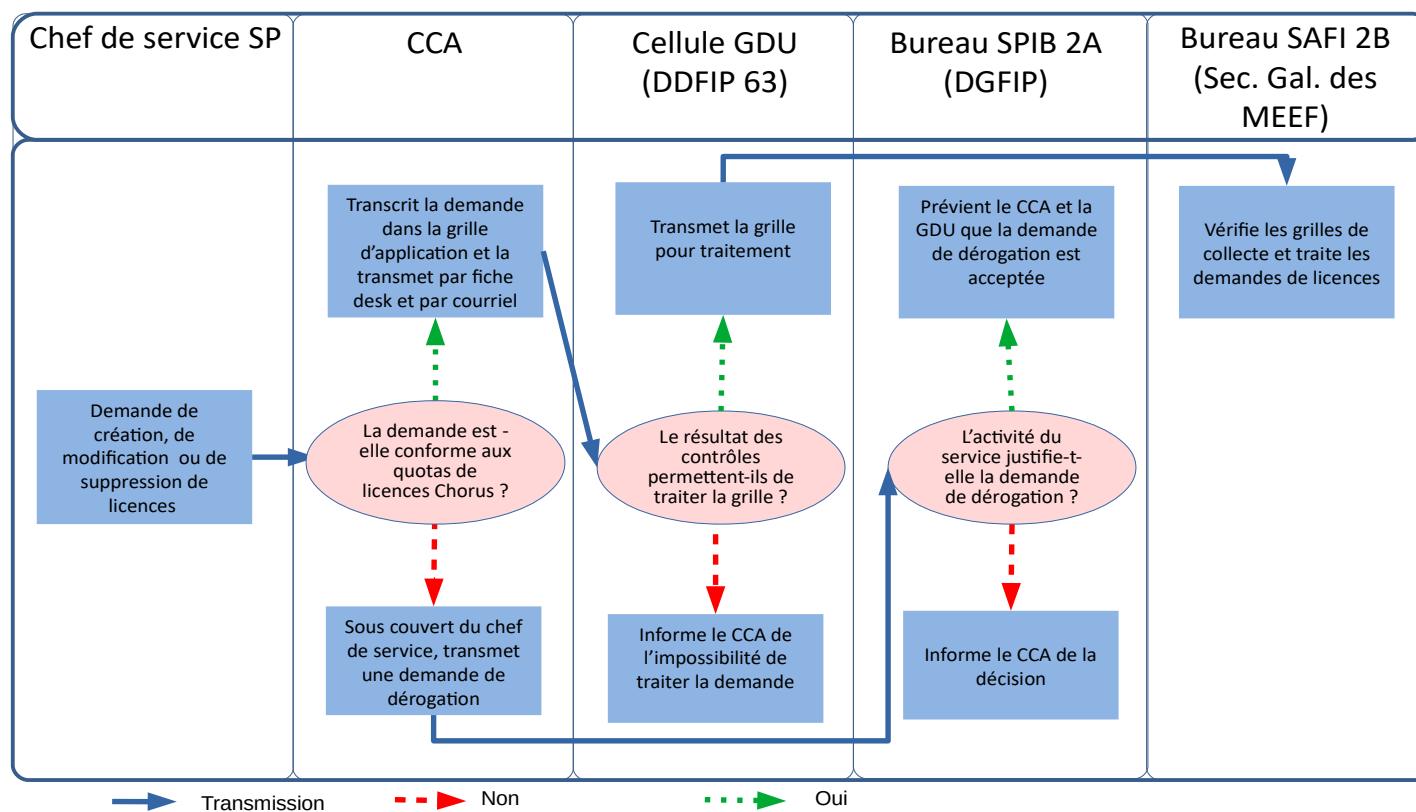 Chef de service SP
CCA
Cellule GDU
(DDFIP 63)
Bureau SPIB 2A
(DGFIP)
Bureau SAFI 2B
(Sec. Gal. des
MEEF)
Demande de
création, de
modification ou de
suppression de
licences
Transcrit la demande
dans la grille
d'application et la
transmet par fiche
desk et par courriel
La demande est -
elle conforme aux
quotas de
licences Chorus ?
Sous couvert du chef
de service, transmet
une demande de
dérogation
Transmet la grille
pour traitement
Le résultat des
contrôles
permettent-ils de
traiter la grille ?
Informe le CCA de
l'impossibilité de
traiter la demande
Prévient le CCA et la
GDU que la demande
de dérogation est
acceptée
L'activité du
service justifie-t-
elle la demande
de dérogation ?
Informe le CCA de la
décision
Vérifie les grilles de
collecte et traite les
demandes de licences
Transmission
Non
Oui